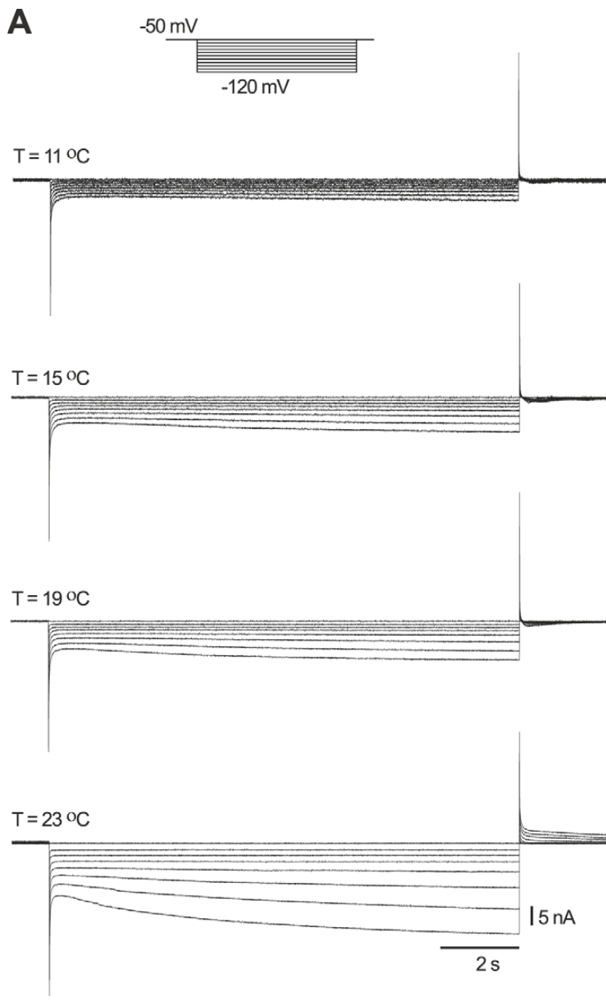 A
-50 mV
-120 mV
T = 11 ºC
T = 15 ºC
T = 19 ºC
T = 23 ºC
5 nA
2 s